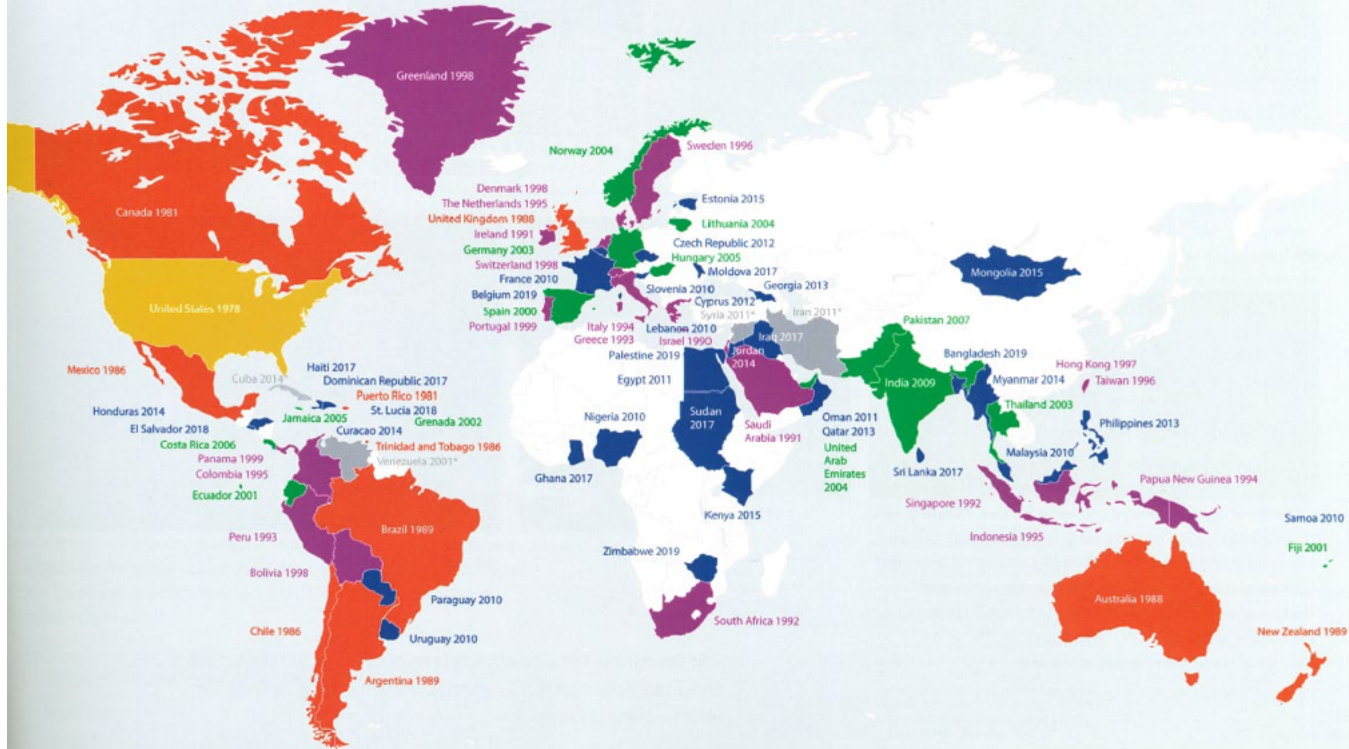 Greenland 1998
Norway 2004
Sweden 1996
Denmark 1998
The Netherlands 1995
United Kingdom 1988
Ireland 1991
Germany 2003
Switzerland 1998
France 2010
Belgium 2019
Spain 2000
Portugal 1999
Estonia 2015
Lithuania 2004
Czech Republic 2012
Hungary 2005
Moldova 2017
Georgia 2013
Slovenia 2010
Cyprus 2012
Syria 2011*
Iran 2011*
Italy 1994
Greece 1993
Lebanon 2010
Israel 1990
Palestine 2019
Iraq 2017
Jordan
2014
Egypt 2011
Canada 1981
United States 1978
Mexico 1986
Cuba 2014*
Haiti 2017
Dominican Republic 2017
Puerto Rico 1981
St. Lucia 2018
Grenada 2002
Honduras 2014
El Salvador 2018
Jamaica 2005
Curacao 2014
Costa Rica 2006
Trinidad and Tobago 1986
Panama 1999
Venezuela 2001*
Colombia 1995
Ecuador 2001
Peru 1993
Brazil 1989
Bolivia 1998
Paraguay 2010
Chile 1986
Uruguay 2010
Argentina 1989
Nigeria 2010
Sudan
2017
Saudi
Arabia 1991
Oman 2011
Qatar 2013
United
Arab
Emirates
2004
Ghana 2017
Kenya 2015
Zimbabwe 2019
South Africa 1992
Mongolia 2015
Pakistan 2007
India 2009
Bangladesh 2019
Myanmar 2014
Hong Kong 1997
Taiwan 1996
Thailand 2003
Philippines 2013
Malaysia 2010
Sri Lanka 2017
Singapore 1992
Papua New Guinea 1994
Indonesia 1995
Samoa 2010
Fiji 2001
Australia 1988
New Zealand 1989